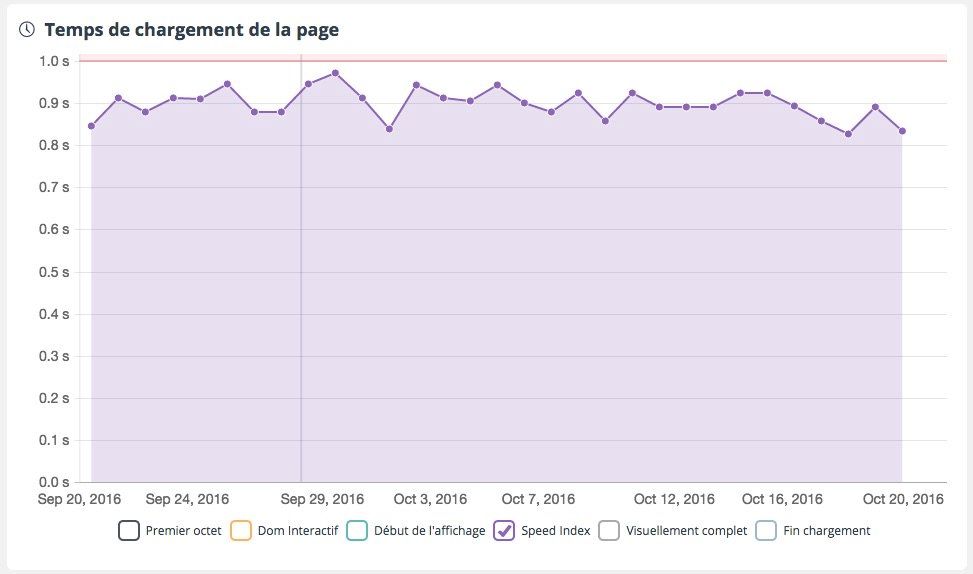 Temps de chargement de la page
1.0 s
0.9 s
0.8 s
0.7 s
0.6 s
0.5 s
0.4 s
0.3 s
0.2 s
0.1 s
0.0 s
Sep 20, 2016 Sep 24, 2016 Sep 29, 2016 Oct 3, 2016 Oct 7, 2016 Oct 12, 2016 Oct 16, 2016 Oct 20, 2016
Premier octet Dom Interactif Début de l'affichage Speed Index Visuellement complet Fin chargement